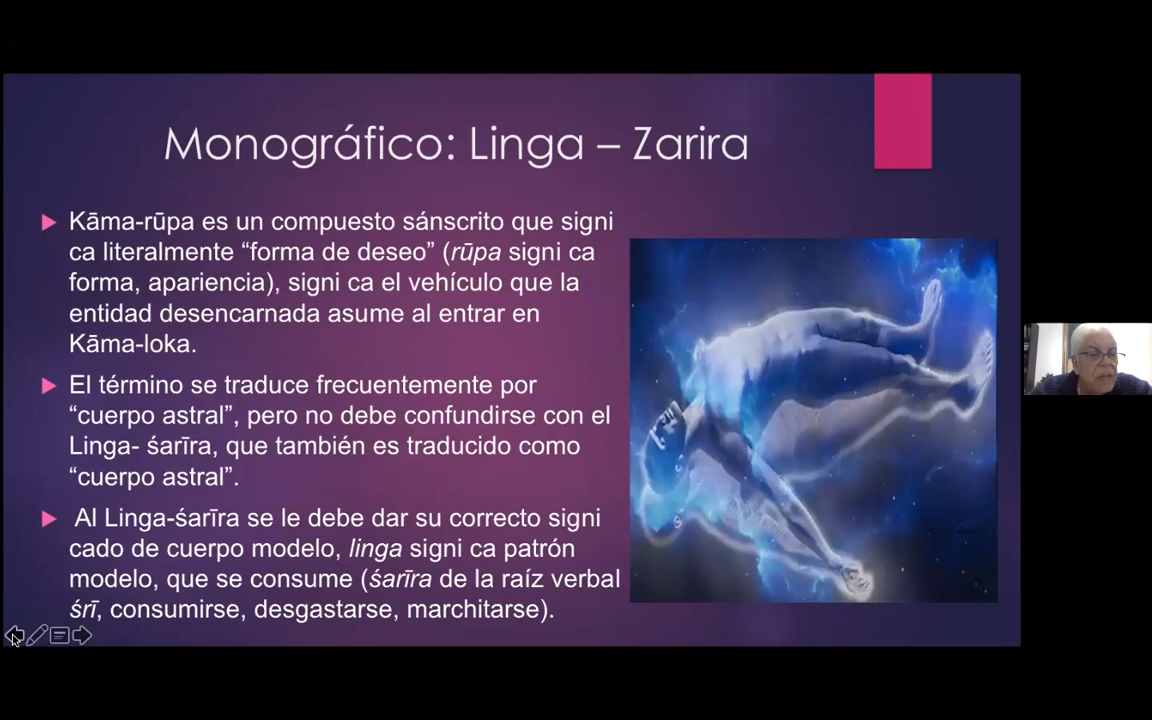 Monográfico: Linga – Zarira
Kāma-rūpa es un compuesto sánscrito que signi
ca literalmente “forma de deseo” (rūpa signi ca
forma, apariencia), signi ca el vehículo que la
entidad desencarnada asume al entrar en
Kāma-loka.
El término se traduce frecuentemente por
“cuerpo astral”, pero no debe confundirse con el
Linga- śarīra, que también es traducido como
“cuerpo astral”.
Al Linga-śarīra se le debe dar su correcto signi
cado de cuerpo modelo, linga signi ca patrón
modelo, que se consume (śarīra de la raíz verbal
śrī, consumirse, desgastarse, marchitarse).